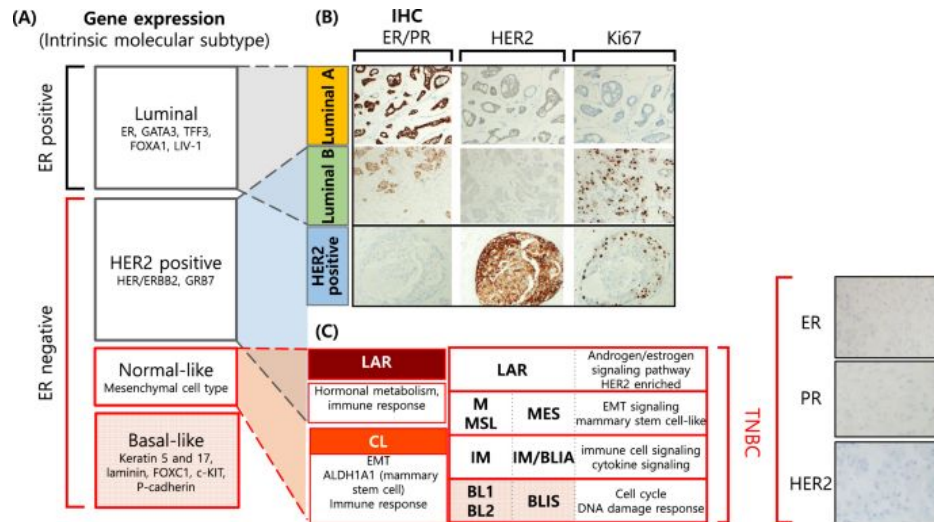 (A)
Gene expression
(Intrinsic molecular subtype)
ER positive
Luminal
ER, GATA3, TFF3,
FOXA1, LIV-1
ER negative
HER2 positive
HER/ERBB2, GRB7
Normal-like
Mesenchymal cell type
Basal-like
Keratin 5 and 17,
laminin, FOXC1, c-KIT,
P-cadherin
(B)
IHC
ER/PR
HER2
Ki67
Luminal A
Luminal B
HER2
positive
(C)
LAR
Hormonal metabolism,
immune response
CL
EMT
ALDH1A1 (mammary
stem cell)
Immune response
LAR
Androgen/estrogen
signaling pathway
HER2 enriched
M
MSL
MES
EMT signaling
mammary stem cell-like
IM
IM/BLIA
immune cell signaling
cytokine signaling
BL1
BL2
BLIS
Cell cycle
DNA damage response
TNBC
ER
PR
HER2